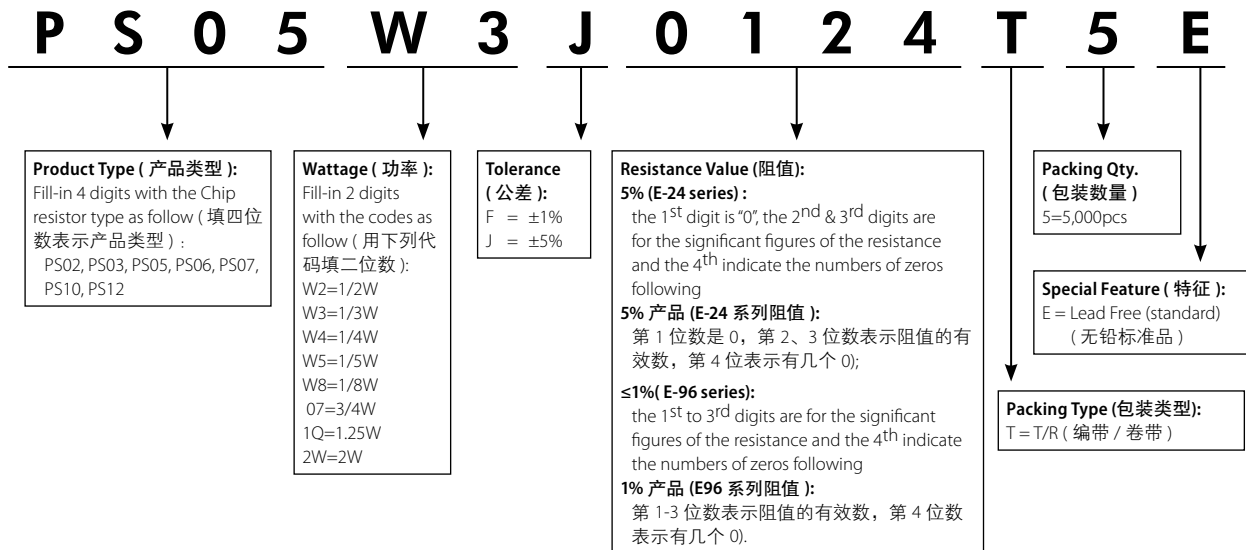 P S 0 5 W 3 J 0 1 2 4 T 5 E
Product Type ( 产品类型 ):
Fill-in 4 digits with the Chip
resistor type as follow ( 填四位
数表示产品类型 ) :
PS02, PS03, PS05, PS06, PS07,
PS10, PS12
Wattage ( 功率 ):
Fill-in 2 digits
with the codes as
follow ( 用下列代
码填二位数 ):
W2=1/2W
W3=1/3W
W4=1/4W
W5=1/5W
W8=1/8W
07=3/4W
1Q=1.25W
2W=2W
Tolerance
( 公差 ):
F = ±1%
J = ±5%
Resistance Value (阻值):
5% (E-24 series) :
the 1st digit is “0”, the 2nd & 3rd digits are
for the significant figures of the resistance
and the 4th indicate the numbers of zeros
following
5% 产品 (E-24 系列阻值 ):
第 1 位数是 0，第 2、3 位数表示阻值的有
效数，第 4 位表示有几个 0);
≤1%( E-96 series):
the 1st to 3rd digits are for the significant
figures of the resistance and the 4th indicate
the numbers of zeros following
1% 产品 (E96 系列阻值 ):
第 1-3 位数表示阻值的有效数，第 4 位数
表示有几个 0).
Packing Qty.
( 包装数量 )
5=5,000pcs
Special Feature ( 特征 ):
E = Lead Free (standard)
( 无铅标准品 )
Packing Type (包装类型):
T = T/R ( 编带 / 卷带 )